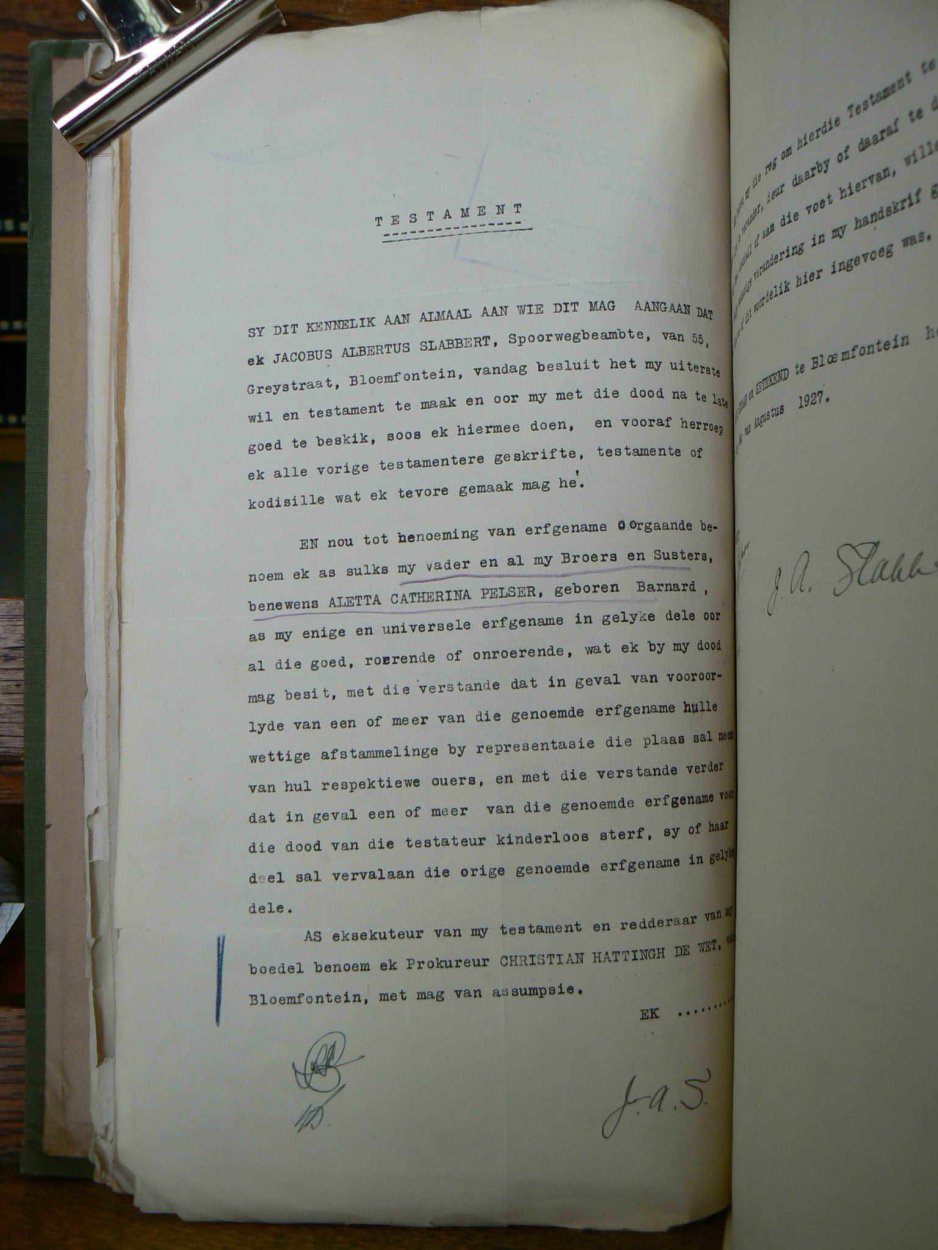 TESTAMENT
SY DIT KENNELIK AAN ALMAAL AAN WIE DIT MAG AANGAAN DAT
ek JACOBUS ALBERTUS SLABBERT, Spoorwegbeambte, van 55,
Greystraat, Bloemfontein, vandag besluit het my uiterste
wil en testament te maak en oor my met die dood na te late
goed te beskik, soos ek hiermee doen, en vooraf herroep
ek alle vorige testamentere geskrifte, testamente of
kodisille wat ek tevore gemaak mag he'.
EN nou tot benoeming van erfgename oorgaande be-
noem ek as sulks my vader en al my Broers en Susters,
benewens ALETTA CATHERINA PELSER, geboren Barnard ,
as my enige en universele erfgename in gelyke dele oor
al die goed, roerende of onroerende, wat ek by my dood
mag besit, met die verstande dat in geval van vooroor-
lyde van een of meer van die genoemde erfgename hulle
wettige afstammelinge by representasie die plaas sal neem
van hul respektiewe ouers, en met die verstande verder
dat in geval een of meer van die genoemde erfgename voor
die dood van die testateur kinderloos sterf, sy of haar
deel sal vervalaan die orige genoemde erfgename in gelyke
dele.
AS eksekuteur van my testament en redderaar van my
boedel benoem ek Prokureur CHRISTIAN HATTINGH DE WET, van
Bloemfontein, met mag van assumpsie.
EK .........
J.A.S.
die reg om hierdie Testament te
deur daarby of daaraf te
aan die voet hiervan, wille
verandering in my handskrif
dit woordelik hier ingevoeg was.
GETEKEND te Bloemfontein
van Augustus 1927.
J. A. Slabb